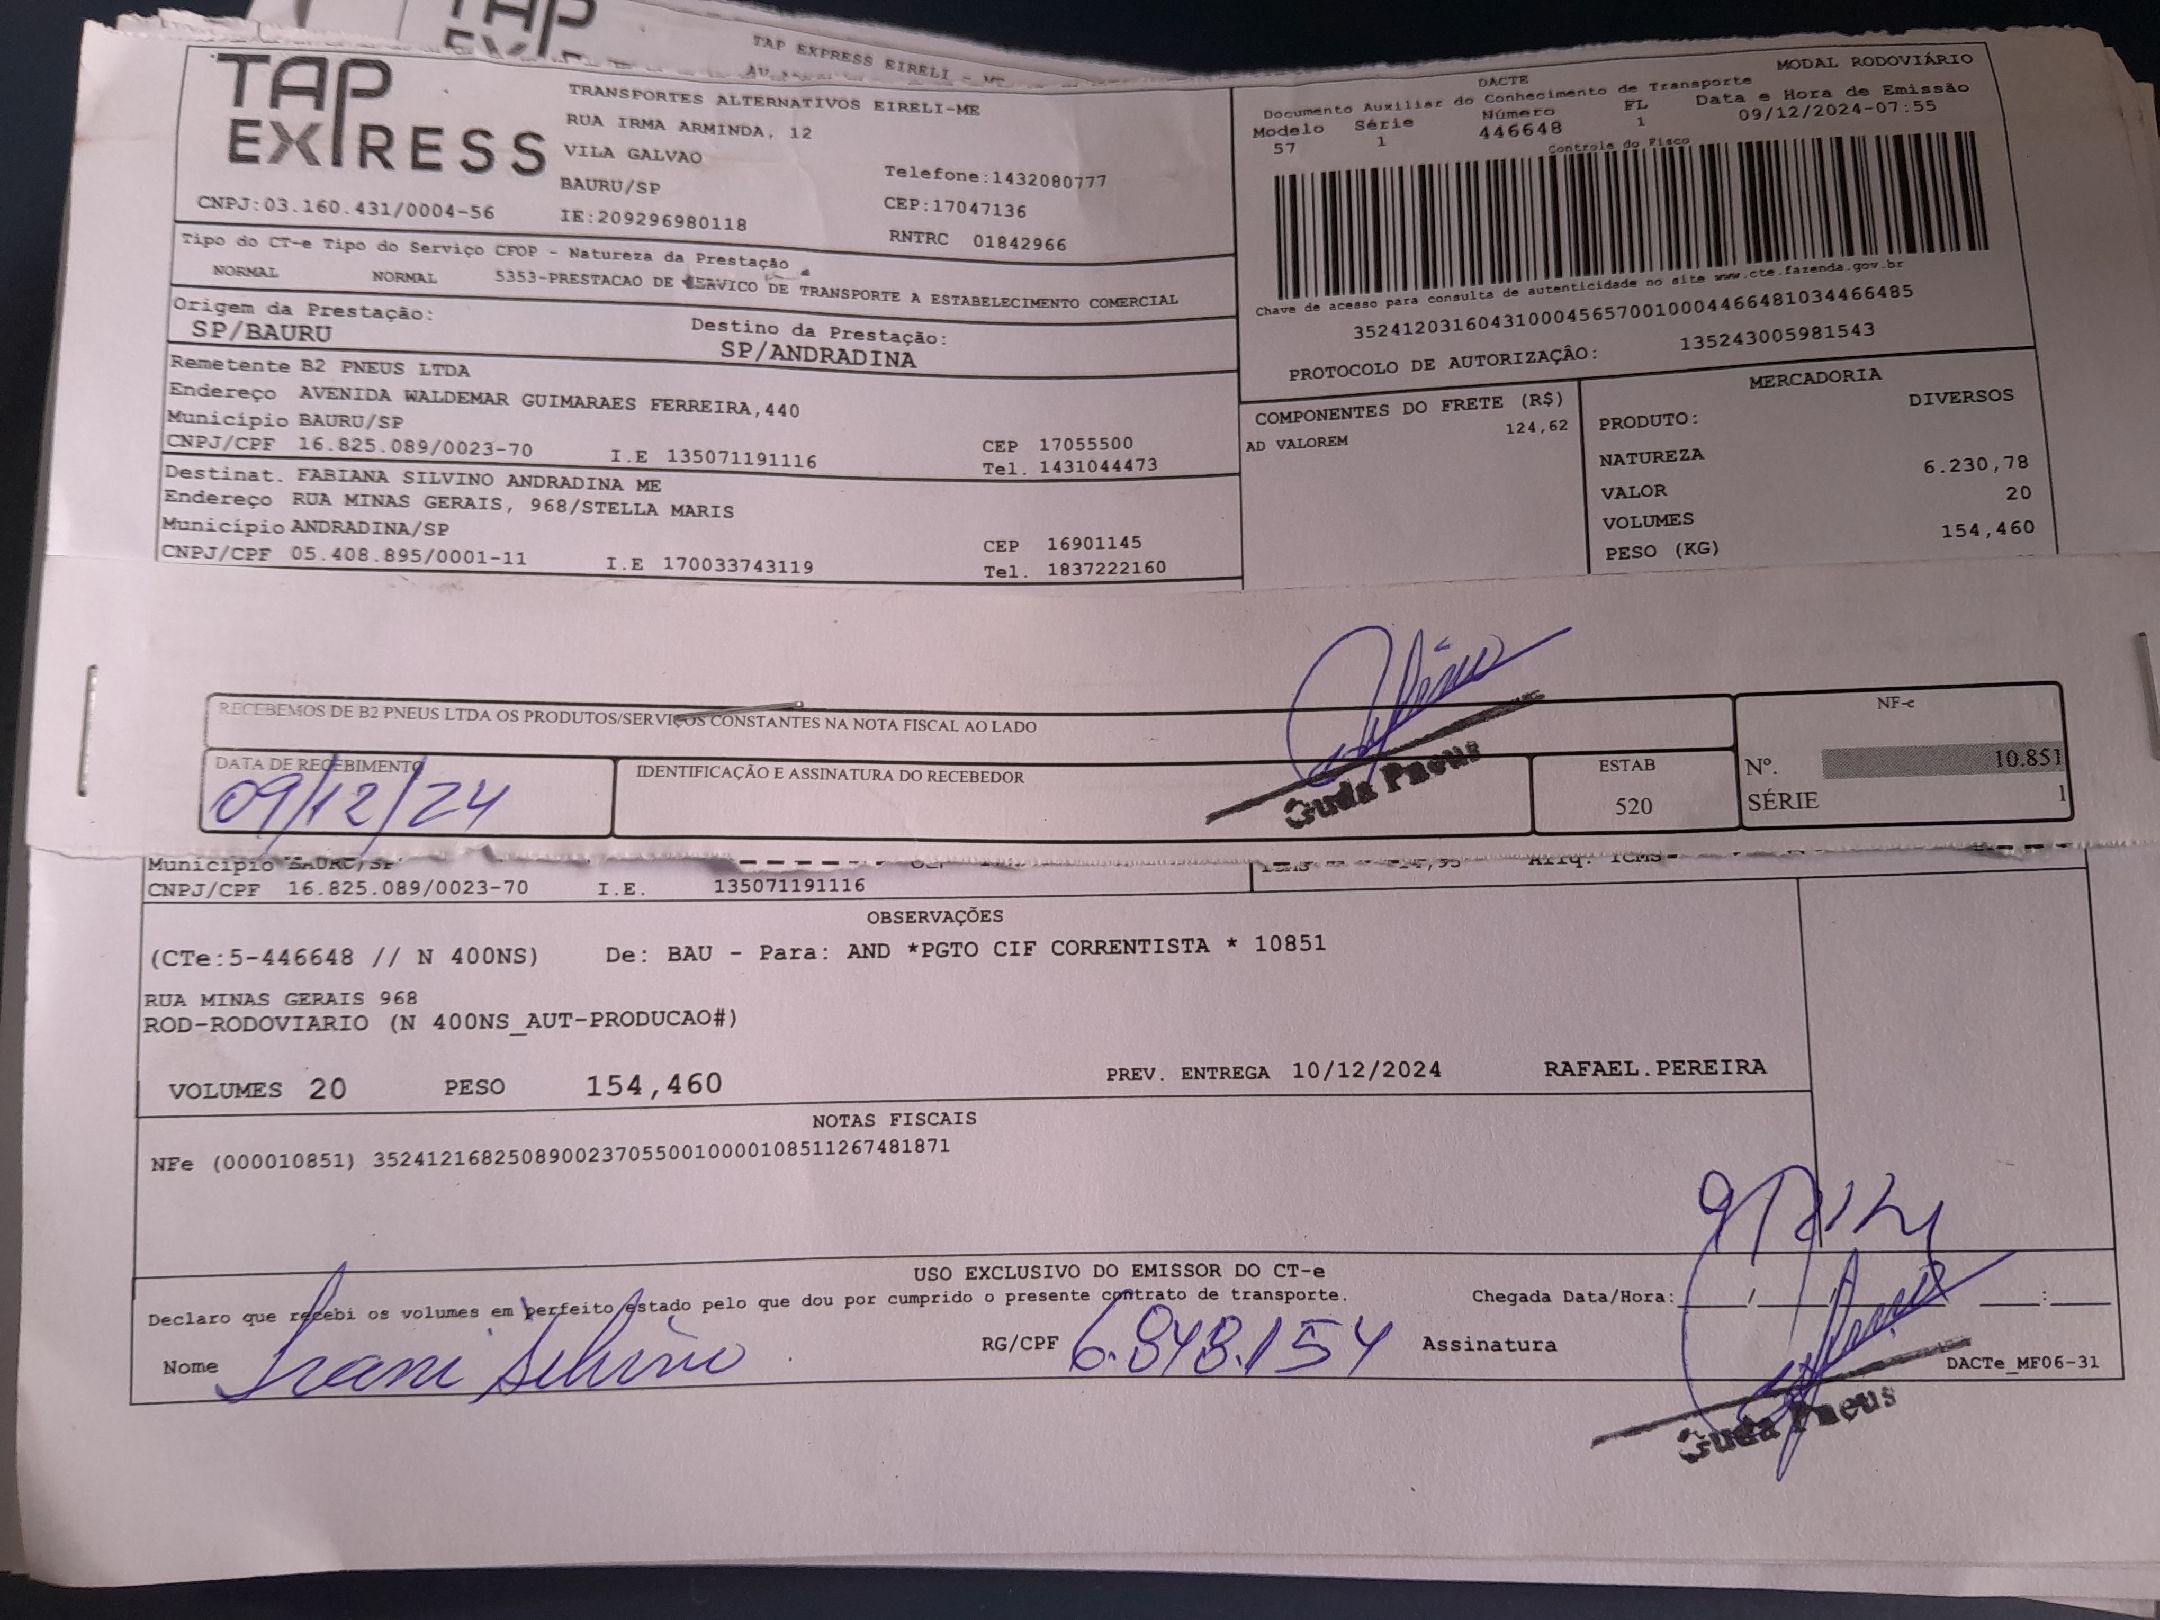 TAP EXPRESS EIRELI - ME
TAP
EXPRESS
TRANSPORTES ALTERNATIVOS EIRELI-ME
RUA IRMA ARMINDA, 12
VILA GALVAO
BAURU/SP
CNPJ:03.160.431/0004-56
IE:209296980118
Telefone:1432080777
CEP:17047136
RNTRC 01842966
MODAL RODOVIÁRIO
DACTE
Documento Auxiliar do Conhecimento de Transporte
Modelo Série Número FL Data e Hora de Emissão
57 1 446648 1 09/12/2024-07:55
Controle do Fisco
Chave de acesso para consulta de autenticidade no site www.cte.fazenda.gov.br
35241203160431000456570010004466481034466485
PROTOCOLO DE AUTORIZAÇÃO: 135243005981543
Tipo do CT-e Tipo do Serviço CFOP - Natureza da Prestação
NORMAL NORMAL 5353-PRESTACAO DE SERVICO DE TRANSPORTE A ESTABELECIMENTO COMERCIAL
Origem da Prestação: Destino da Prestação:
SP/BAURU SP/ANDRADINA
Remetente B2 PNEUS LTDA
Endereço AVENIDA WALDEMAR GUIMARAES FERREIRA,440
Município BAURU/SP CEP 17055500
CNPJ/CPF 16.825.089/0023-70 I.E 135071191116 Tel. 1431044473
Destinat. FABIANA SILVINO ANDRADINA ME
Endereço RUA MINAS GERAIS, 968/STELLA MARIS
Município ANDRADINA/SP CEP 16901145
CNPJ/CPF 05.408.895/0001-11 I.E 170033743119 Tel. 1837222160
COMPONENTES DO FRETE (R$)
AD VALOREM 124,62
MERCADORIA
PRODUTO: DIVERSOS
NATUREZA
VALOR 6.230,78
VOLUMES 20
PESO (KG) 154,460
RECEBEMOS DE B2 PNEUS LTDA OS PRODUTOS/SERVIÇOS CONSTANTES NA NOTA FISCAL AO LADO
DATA DE RECEBIMENTO
09/12/24
IDENTIFICAÇÃO E ASSINATURA DO RECEBEDOR
Guda Pneus
ESTAB
520
NF-e
Nº. 10.851
SÉRIE 1
Município BAURU/SP
CNPJ/CPF 16.825.089/0023-70 I.E. 135071191116
OBSERVAÇÕES
(CTe:5-446648 // N 400NS) De: BAU - Para: AND *PGTO CIF CORRENTISTA * 10851
RUA MINAS GERAIS 968
ROD-RODOVIARIO (N 400NS_AUT-PRODUCAO#)
VOLUMES 20 PESO 154,460 PREV. ENTREGA 10/12/2024 RAFAEL.PEREIRA
NOTAS FISCAIS
NFe (000010851) 35241216825089002370550010000108511267481871
USO EXCLUSIVO DO EMISSOR DO CT-e
Declaro que recebi os volumes em perfeito estado pelo que dou por cumprido o presente contrato de transporte. Chegada Data/Hora:
Nome Irani Silvino RG/CPF 6.848.154 Assinatura
DACTe_MF06-31
Guda Pneus